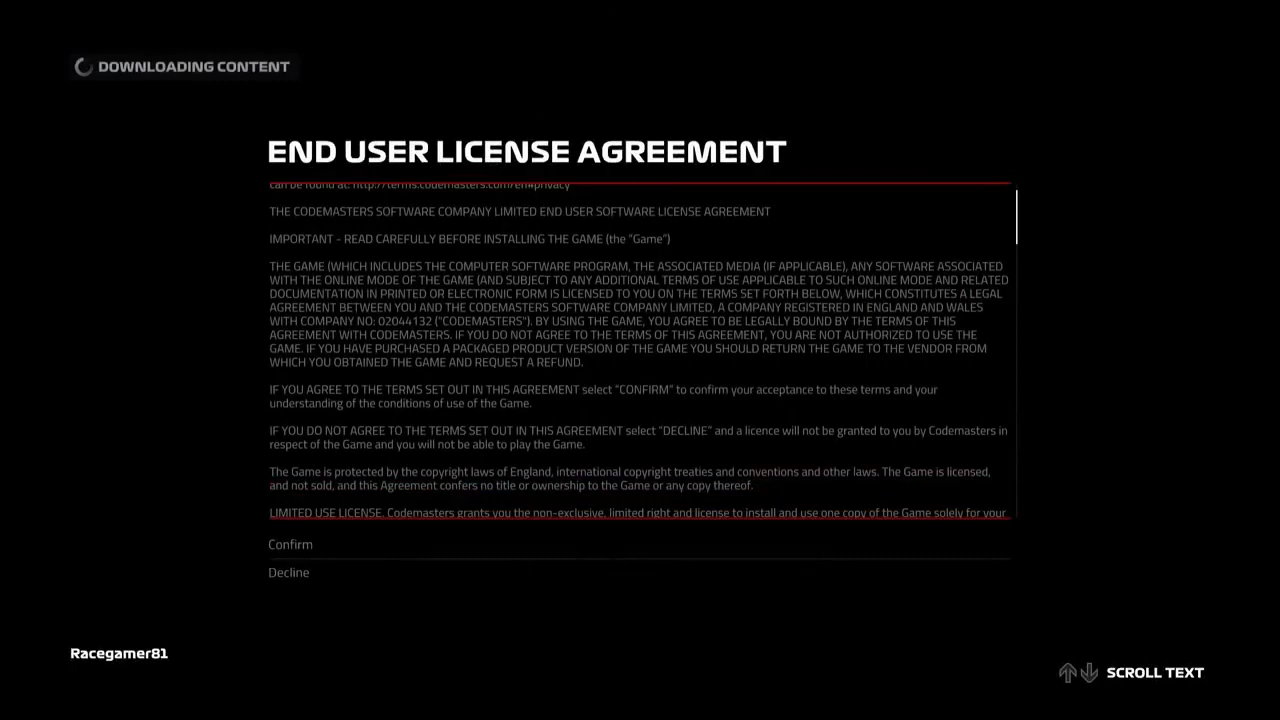 DOWNLOADING CONTENT
END USER LICENSE AGREEMENT
can be found at: http://terms.codemasters.com/en#privacy
THE CODEMASTERS SOFTWARE COMPANY LIMITED END USER SOFTWARE LICENSE AGREEMENT
IMPORTANT - READ CAREFULLY BEFORE INSTALLING THE GAME (the "Game")
THE GAME (WHICH INCLUDES THE COMPUTER SOFTWARE PROGRAM, THE ASSOCIATED MEDIA (IF APPLICABLE), ANY SOFTWARE ASSOCIATED
WITH THE ONLINE MODE OF THE GAME (AND SUBJECT TO ANY ADDITIONAL TERMS OF USE APPLICABLE TO SUCH ONLINE MODE AND RELATED
DOCUMENTATION IN PRINTED OR ELECTRONIC FORM IS LICENSED TO YOU ON THE TERMS SET FORTH BELOW, WHICH CONSTITUTES A LEGAL
AGREEMENT BETWEEN YOU AND THE CODEMASTERS SOFTWARE COMPANY LIMITED, A COMPANY REGISTERED IN ENGLAND AND WALES
WITH COMPANY NO: 02044132 ("CODEMASTERS"). BY USING THE GAME, YOU AGREE TO BE LEGALLY BOUND BY THE TERMS OF THIS
AGREEMENT WITH CODEMASTERS. IF YOU DO NOT AGREE TO THE TERMS OF THIS AGREEMENT, YOU ARE NOT AUTHORIZED TO USE THE
GAME. IF YOU HAVE PURCHASED A PACKAGED PRODUCT VERSION OF THE GAME YOU SHOULD RETURN THE GAME TO THE VENDOR FROM
WHICH YOU OBTAINED THE GAME AND REQUEST A REFUND.
IF YOU AGREE TO THE TERMS SET OUT IN THIS AGREEMENT select "CONFIRM" to confirm your acceptance to these terms and your
understanding of the conditions of use of the Game.
IF YOU DO NOT AGREE TO THE TERMS SET OUT IN THIS AGREEMENT select "DECLINE" and a licence will not be granted to you by Codemasters in
respect of the Game and you will not be able to play the Game.
The Game is protected by the copyright laws of England, international copyright treaties and conventions and other laws. The Game is licensed,
and not sold, and this Agreement confers no title or ownership to the Game or any copy thereof.
LIMITED USE LICENSE. Codemasters grants you the non-exclusive, limited right and license to install and use one copy of the Game solely for your
Confirm
Decline
Racegamer81
SCROLL TEXT